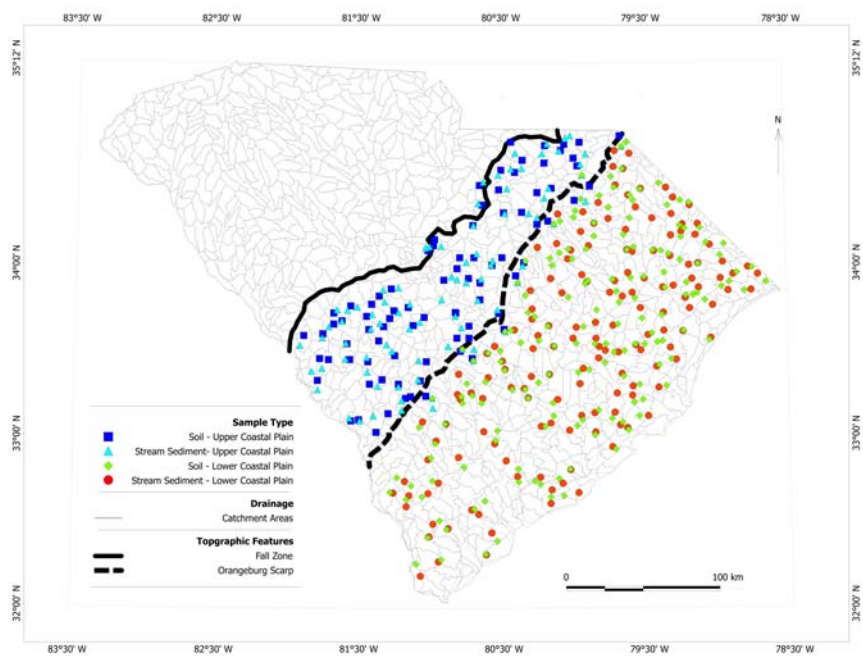 83°30' W 82°30' W 81°30' W 80°30' W 79°30' W 78°30' W
35°12' N
35°12' N
N
34°00' N
34°00' N
33°00' N
33°00' N
Sample Type
Soil - Upper Coastal Plain
Stream Sediment- Upper Coastal Plain
Soil - Lower Coastal Plain
Stream Sediment - Lower Coastal Plain
Drainage
Catchment Areas
Topographic Features
Fall Zone
Orangeburg Scarp
0 100 km
32°00' N
32°00' N
83°30' W 82°30' W 81°30' W 80°30' W 79°30' W 78°30' W